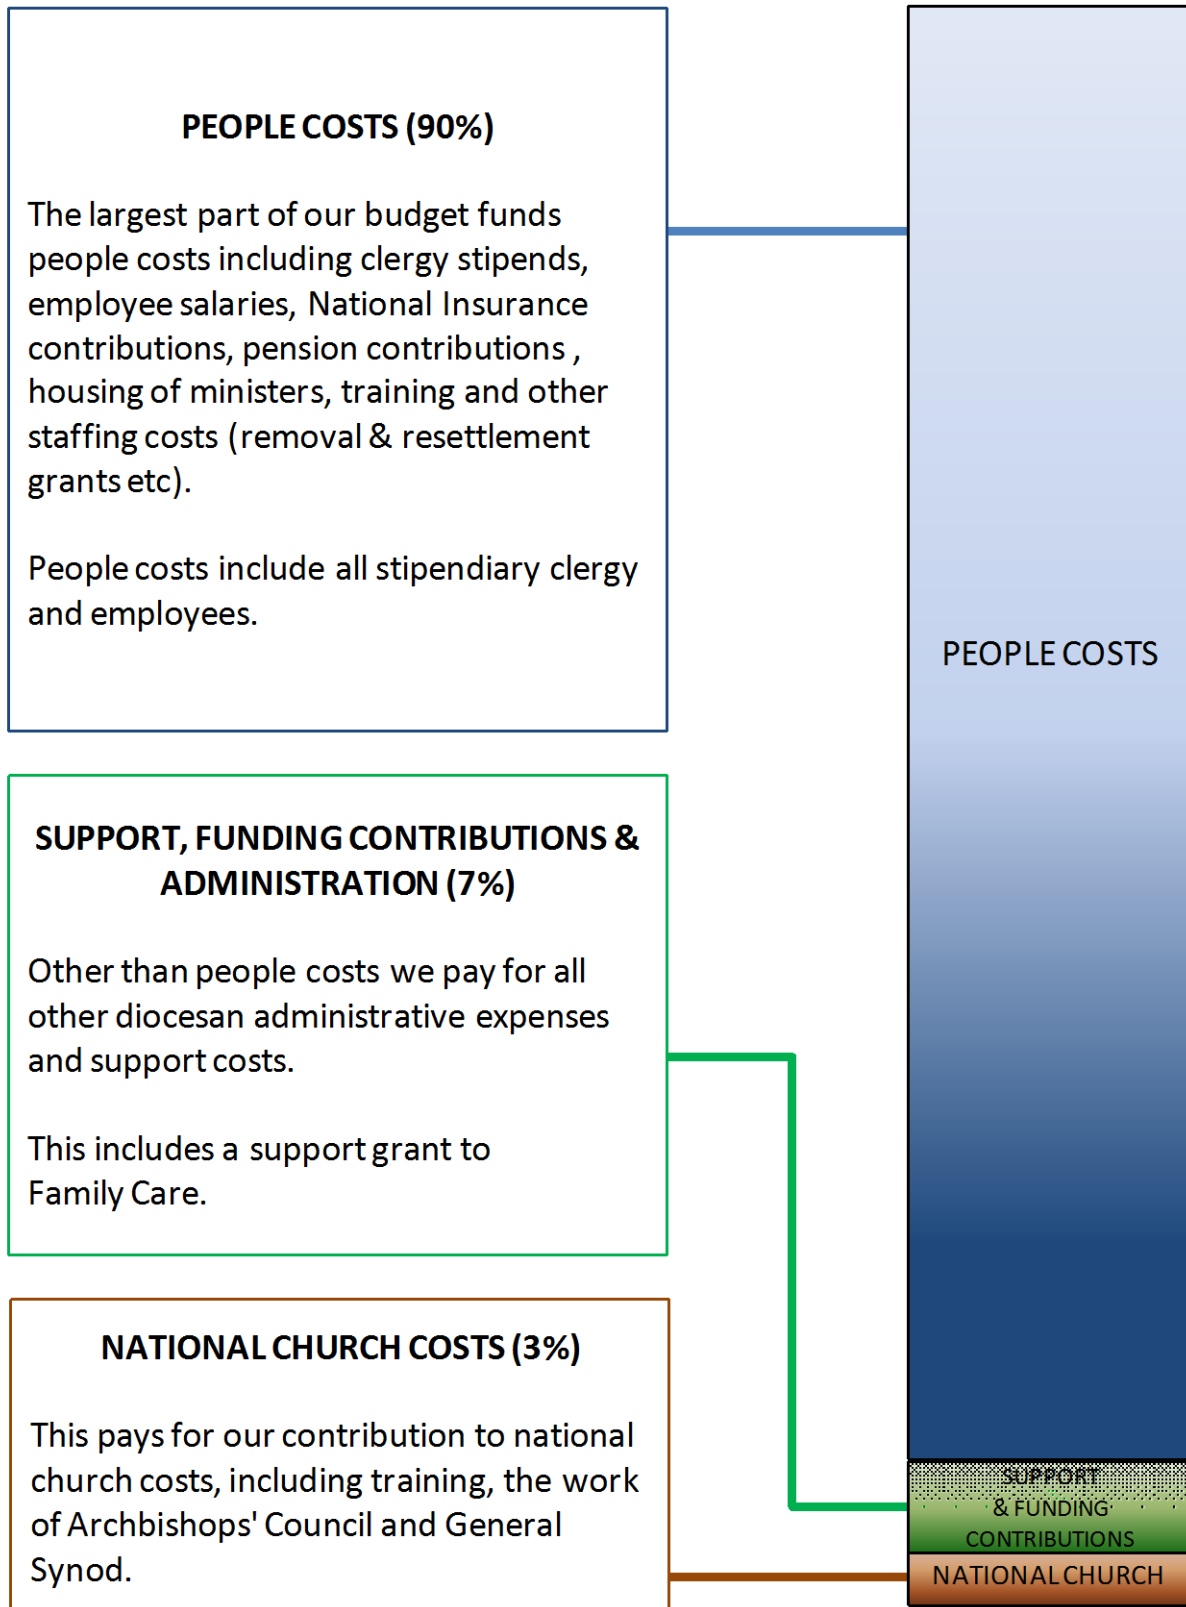 PEOPLE COSTS (90%)
The largest part of our budget funds
people costs including clergy stipends,
employee salaries, National Insurance
contributions, pension contributions ,
housing of ministers, training and other
staffing costs (removal & resettlement
grants etc).
People costs include all stipendiary clergy
and employees.
SUPPORT, FUNDING CONTRIBUTIONS &
ADMINISTRATION (7%)
Other than people costs we pay for all
other diocesan administrative expenses
and support costs.
This includes a support grant to
Family Care.
NATIONAL CHURCH COSTS (3%)
This pays for our contribution to national
church costs, including training, the work
of Archbishops' Council and General
Synod.
PEOPLE COSTS
SUPPORT
& FUNDING
CONTRIBUTIONS
NATIONAL CHURCH